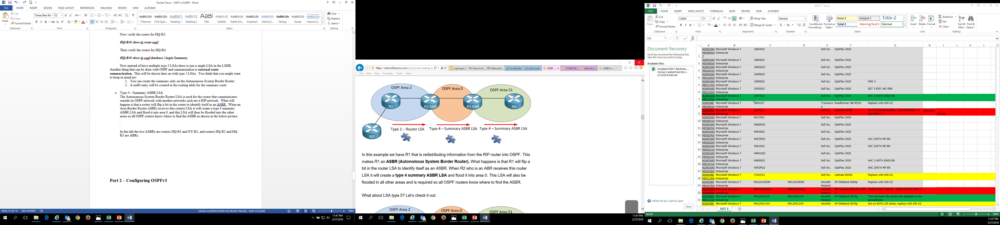 Packet Tracer - OSPF vs EIGRP - Word
FILE HOME INSERT DESIGN PAGE LAYOUT REFERENCES MAILINGS REVIEW VIEW ACROBAT
Paste
Cut
Copy
Format Painter
Times New Ro 12
AaBbCcDc AaBbCcDc AaBbC( AaBbCcC AaB AaBbCcC AaBbCcDc AaBbCcDc AaBbCcDc AaBbCcDc AaBbCcDc AaBbCcDc
¶ Normal ¶ No Spac... Heading 1 Heading 2 Title Subtitle Subtle Em... Emphasis Intense E... Strong Quote Intense Q...
Find
Replace
Select
Clipboard Font Paragraph Styles Editing
Now verify the routes for HQ-R2:
HQ-R4# show ip route ospf
Then verify the routes for HQ-R4:
HQ-R4# show ip ospf database | begin Summary
Now instead of have multiple type 3 LSAs there is just a single LSA in the LSDB.
Another thing that can be done with OSPF and summarization is external route
summarization. This will be shown later on with type 5 LSAs. Two think that you might want
to keep in mind are:
1. You can create the summary only on the Autonomous System Border Router
2. A null0 entry will be created in the routing table for the summary route
e. Type 4 – Summary ASBR LSA
The Autonomous System Border Router LSA is used for the router that communicates
outside its OSPF network with another networks such are a RIP network. What will
happen is that a router will flip a bit in the router to identify itself as an ASBR. When an
Area Border Router (ABR) receives this routers LSA it will create a type 4 summary
ASBR LSA and flood it into area 0, and this LSA will then be flooded into the other
areas so all OSPF routers know where to find the ASBR as shown in the below picture.
In this lab the two ASBRs are routers HQ-R1 and NY-R1, and routers HQ-R2 and HQ-
R3 are ABRs.
Part 2 – Configuring OSPFv3
PAGE 12 OF 14 3455 WORDS
SAVING AUTORECOVERY FILE PACKET TRACER - OSPF VS EIGRP:
100%
11:47 PM
2/27/2018
https://networklessons.com/cisco/ccna-routing-sv
ngmopor... TN How to fi... Networki... cs.mty.ite... cisco.com OSPF ... CCNA Ro... How to c... ASBR in ...
File Edit View Favorites Tools Help
OSPF Area 2 OSPF Area 0 OSPF Area 51
R1 R2 ABR R3 ABR R4
Type 1 – Router LSA Type 4 – Summary ASBR LSA Type 4 – Summary ASBR LSA
RIP
In this example we have R1 that is redistributing information from the RIP router into OSPF. This
makes R1 an ASBR (Autonomous System Border Router). What happens is that R1 will flip a
bit in the router LSA to identify itself as an ASBR. When R2 who is an ABR receives this router
LSA it will create a type 4 summary ASBR LSA and flood it into area 0. This LSA will also be
flooded in all other areas and is required so all OSPF routers know where to find the ASBR.
What about LSA type 5? Let's check it out:
OSPF Area 2 OSPF Area 0 OSPF Area 51
11:47 PM
2/27/2018
DIST E - Excel
FILE HOME INSERT PAGE LAYOUT FORMULAS DATA REVIEW VIEW ACROBAT
Paste
Cut
Copy
Format Painter
Calibri 11
Wrap Text
Merge & Center
General
Conditional Formatting
Format as Table
Note 2 Output 2 Title 2
Total 2 Warning Text 2 Normal
Insert Delete Format
AutoSum
Fill
Clear
Sort & Filter
Find & Select
Clipboard Font Alignment Number Styles Cells Editing
I18
Document Recovery
Excel has recovered the following files.
Save the ones you wish to keep.
Available Files
Scrubbed WIN 7 Machines ...
Version created from the l...
2/13/2018 9:48 AM
Which file do I want to save?
Close
A B C D E F G H I J K L
1 NGMOWKI MD5904W Z Microsoft Windows 7 Enterprise 1865N22 Dell Inc. OptiPlex 3020
2 NGMOWKI MD5400W Microsoft Windows 7 Enterprise 18BHN22 Dell Inc. OptiPlex 3020
3 NGMOWKI MD5201W Microsoft Windows 7 Enterprise 18DQN22 Dell Inc. OptiPlex 3020
4 NGMOWKI MD5104W Microsoft Windows 7 Enterprise 18HRN22 Dell Inc. OptiPlex 3020
5 NGMOWKI MD5114W Microsoft Windows 7 Enterprise 190RN22 Dell Inc. OptiPlex 3020 FMS 3
6 NGMOWKI MD5102W Microsoft Windows 7 Enterprise 195SN22 Dell Inc. OptiPlex 3020 DET 5 RSP, MO RRB
7 NGMOWKI MD5100W Microsoft Windows 7 Enterprise 195TN22 Dell Inc. OptiPlex 3020 HHC 1140TH ENGR BN
8 NGMONBI MD4991W Microsoft Windows 7 Enterprise 2803327 Transource RoadRunner NB-M15G Replace with 650 G2
9 NGMONBI MD5101W Microsoft Windows 7 Enterprise 2LHF1L1 Dell Inc. Latitude E6500 NO ACTION REQUIRED: TRANSFERRED TO DISTRICT C District C Festus
10 NGMOWKI MD5901W Microsoft Windows 7 Enterprise 4K71N22 Dell Inc. OptiPlex 3020
11 NGMOWKI MD5903W Microsoft Windows 7 Enterprise 4N8ZM22 Dell Inc. OptiPlex 3020
12 NGMOWKI MD5024W Microsoft Windows 7 Enterprise 4NF0N22 Dell Inc. OptiPlex 3020
13 NGMOWKI MD5022W Microsoft Windows 7 Enterprise 4NFZM22 Dell Inc. OptiPlex 3020 HHC 205TH MP BN
14 NGMOWKI MD5021W Microsoft Windows 7 Enterprise 4NK1N22 Dell Inc. OptiPlex 3020 HHC 205TH MP BN
15 NGMOWKI MD5023W Microsoft Windows 7 Enterprise 4NM1N22 Dell Inc. OptiPlex 3020
16 NGMOWKI MD5101W Microsoft Windows 7 Enterprise 4NN0N22 Dell Inc. OptiPlex 3020 HHC 1140TH ENGR BN
17 NGMOWKI MD5026W Microsoft Windows 7 Enterprise 4NPZM22 Dell Inc. OptiPlex 3020 HHC 205TH MP BN
18 NGMONBI MD5114W Microsoft Windows 7 Enterprise 712XCS1 Dell Inc. Latitude E6420 Replace with 650 G2
19 NGMONBI MD4474W Microsoft Windows 7 Enterprise MXL2010D5M MXL2010D5M Hewlett-Packard HP EliteBook 8560p Replace with 650 G2
20 NGMOWKI MD5009W Microsoft Windows 7 Enterprise MXL2030GWQ MXL2030GWQ Hewlett-Packard HP Compaq 6200 Pro SFF PC TAGED FOR TURN IN - SHELF STOCK DIST E
21 NGMONBI MD5121W Microsoft Windows 7 Enterprise MXL24511G5 MXL24511G5 Hewlett-Packard HP EliteBook 8570p This has been life cycled and updated on the spreadsheet
NGMONBI Microsoft Windows 7 MXL24511HX MXL24511HX Hewlett- HP EliteBook 8570p Not on 8570 LCR sheet, replace with 650 G2
DIST E
READY
100%
11:47 PM
2/27/2018